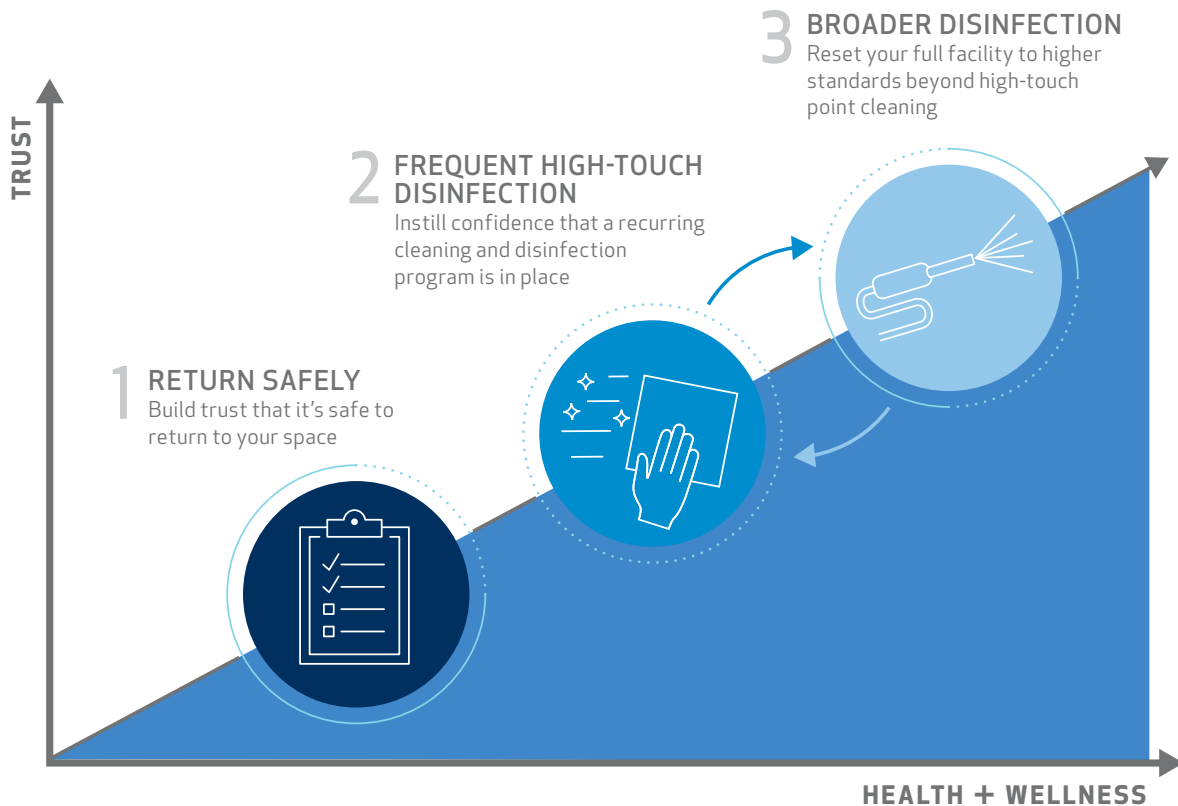 3 BROADER DISINFECTION
Reset your full facility to higher
standards beyond high-touch
point cleaning
TRUST
2 FREQUENT HIGH-TOUCH
DISINFECTION
Instill confidence that a recurring
cleaning and disinfection
program is in place
1 RETURN SAFELY
Build trust that it’s safe to
return to your space
HEALTH + WELLNESS